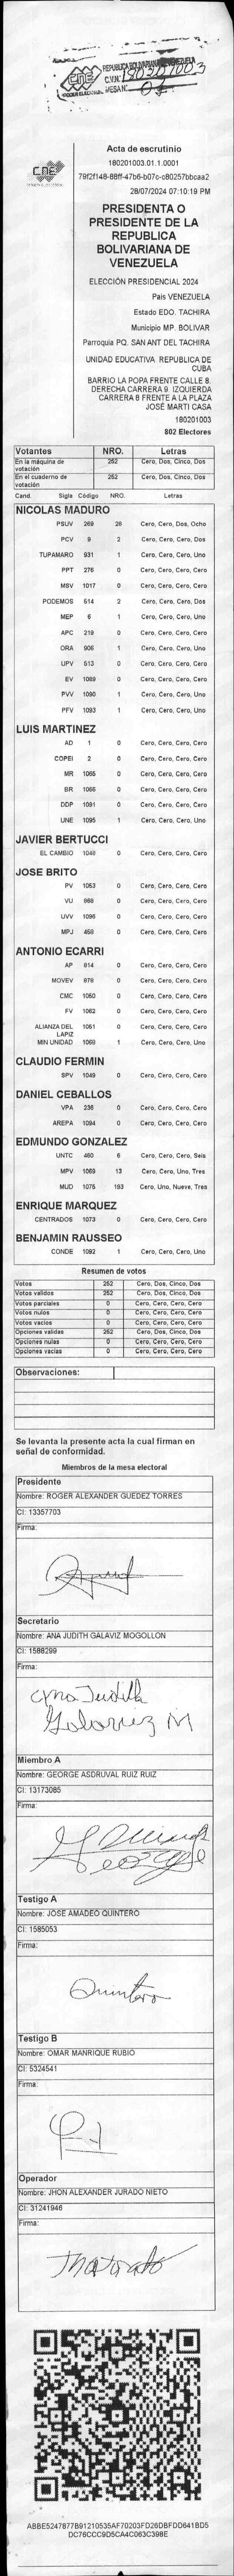 CNE
PODER ELECTORAL
REPUBLICA BOLIVARIANA DE VENEZUELA
C.V.N: 180201003
MESA Nº: 01
CNE
Acta de escrutinio
180201003.01.1.0001
79f2f148-88ff-47b6-b07c-c80257bbcaa2
28/07/2024 07:10:19 PM
PRESIDENTA O
PRESIDENTE DE LA
REPUBLICA
BOLIVARIANA DE
VENEZUELA
ELECCIÓN PRESIDENCIAL 2024
Pais VENEZUELA
Estado EDO. TACHIRA
Municipio MP. BOLIVAR
Parroquia PQ. SAN ANT DEL TACHIRA
UNIDAD EDUCATIVA REPUBLICA DE
CUBA
BARRIO LA POPA FRENTE CALLE 8.
DERECHA CARRERA 9. IZQUIERDA
CARRERA 8 FRENTE A LA PLAZA
JOSÉ MARTI CASA
180201003
802 Electores
Votantes NRO. Letras
En la máquina de votación 252 Cero, Dos, Cinco, Dos
En el cuaderno de votación 252 Cero, Dos, Cinco, Dos
Cand. Sigla Código NRO. Letras
NICOLAS MADURO
PSUV 269 28 Cero, Cero, Dos, Ocho
PCV 9 2 Cero, Cero, Cero, Dos
TUPAMARO 931 1 Cero, Cero, Cero, Uno
PPT 276 0 Cero, Cero, Cero, Cero
MSV 1017 0 Cero, Cero, Cero, Cero
PODEMOS 514 2 Cero, Cero, Cero, Dos
MEP 6 1 Cero, Cero, Cero, Uno
APC 219 0 Cero, Cero, Cero, Cero
ORA 906 1 Cero, Cero, Cero, Uno
UPV 513 0 Cero, Cero, Cero, Cero
EV 1089 0 Cero, Cero, Cero, Cero
PVV 1090 1 Cero, Cero, Cero, Uno
PFV 1093 1 Cero, Cero, Cero, Uno
LUIS MARTINEZ
AD 1 0 Cero, Cero, Cero, Cero
COPEI 2 0 Cero, Cero, Cero, Cero
MR 1065 0 Cero, Cero, Cero, Cero
BR 1066 0 Cero, Cero, Cero, Cero
DDP 1091 0 Cero, Cero, Cero, Cero
UNE 1095 1 Cero, Cero, Cero, Uno
JAVIER BERTUCCI
EL CAMBIO 1048 0 Cero, Cero, Cero, Cero
JOSE BRITO
PV 1053 0 Cero, Cero, Cero, Cero
VU 868 0 Cero, Cero, Cero, Cero
UVV 1096 0 Cero, Cero, Cero, Cero
MPJ 459 0 Cero, Cero, Cero, Cero
ANTONIO ECARRI
AP 814 0 Cero, Cero, Cero, Cero
MOVEV 878 0 Cero, Cero, Cero, Cero
CMC 1050 0 Cero, Cero, Cero, Cero
FV 1062 0 Cero, Cero, Cero, Cero
ALIANZA DEL LAPIZ 1061 0 Cero, Cero, Cero, Cero
MIN UNIDAD 1069 1 Cero, Cero, Cero, Uno
CLAUDIO FERMIN
SPV 1049 0 Cero, Cero, Cero, Cero
DANIEL CEBALLOS
VPA 236 0 Cero, Cero, Cero, Cero
AREPA 1094 0 Cero, Cero, Cero, Cero
EDMUNDO GONZALEZ
UNTC 460 6 Cero, Cero, Cero, Seis
MPV 1069 13 Cero, Cero, Uno, Tres
MUD 1075 193 Cero, Uno, Nueve, Tres
ENRIQUE MARQUEZ
CENTRADOS 1073 0 Cero, Cero, Cero, Cero
BENJAMIN RAUSSEO
CONDE 1092 1 Cero, Cero, Cero, Uno
Resumen de votos
Votos 252 Cero, Dos, Cinco, Dos
Votos validos 252 Cero, Dos, Cinco, Dos
Votos parciales 0 Cero, Cero, Cero, Cero
Votos nulos 0 Cero, Cero, Cero, Cero
Votos vacios 0 Cero, Cero, Cero, Cero
Opciones validas 252 Cero, Dos, Cinco, Dos
Opciones nulas 0 Cero, Cero, Cero, Cero
Opciones vacias 0 Cero, Cero, Cero, Cero
Observaciones:
Se levanta la presente acta la cual firman en
señal de conformidad.
Miembros de la mesa electoral
Presidente
Nombre: ROGER ALEXANDER GUEDEZ TORRES
CI: 13357703
Firma:
Secretario
Nombre: ANA JUDITH GALAVIZ MOGOLLON
CI: 1588299
Firma:
Ana Judith
Galaviz M
Miembro A
Nombre: GEORGE ASDRUVAL RUIZ RUIZ
CI: 13173085
Firma:
Testigo A
Nombre: JOSE AMADEO QUINTERO
CI: 1585053
Firma:
Quintero
Testigo B
Nombre: OMAR MANRIQUE RUBIO
CI: 5324541
Firma:
Operador
Nombre: JHON ALEXANDER JURADO NIETO
CI: 31241946
Firma:
ABBE5247877B91210535AF70203FD26DBFDD641BD5
DC76CCC9D5CA4C063C398E